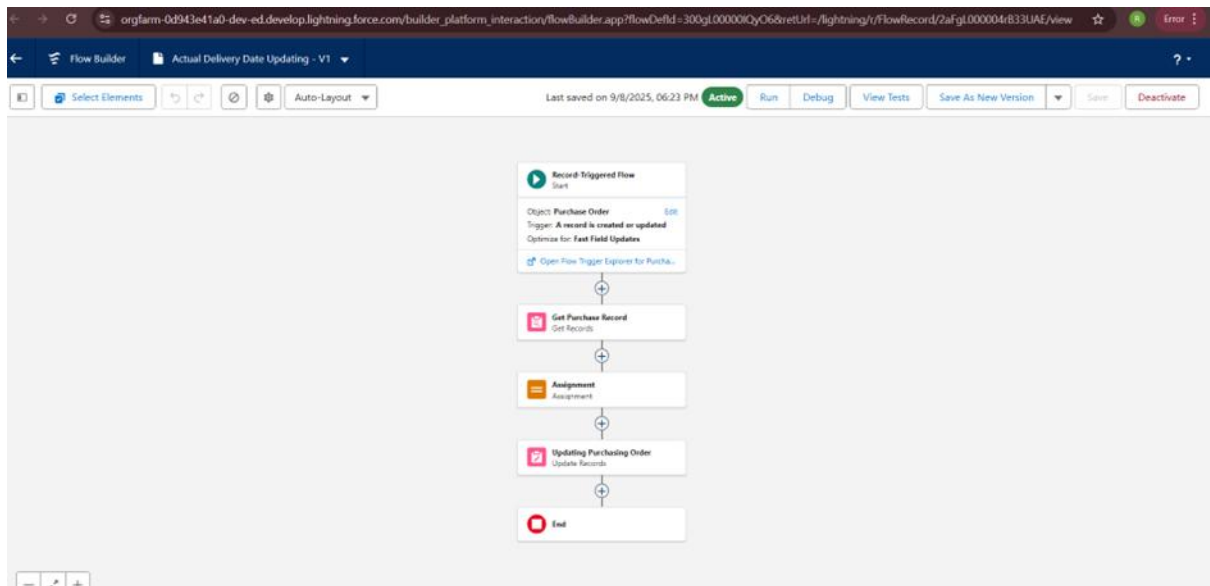 orgfarm-0d943e41a0-dev-ed.develop.lightning.force.com/builder_platform_interaction/flowBuilder.app?flowDefId=300gL00000IQyO6&retUrl=/lightning/r/FlowRecord/2aFgL000004rB33UAE/view R Error
Flow Builder Actual Delivery Date Updating - V1 ?
Select Elements Auto-Layout Last saved on 9/8/2025, 06:23 PM Active Run Debug View Tests Save As New Version Save Deactivate
Record-Triggered Flow
Start
Object: Purchase Order Edit
Trigger: A record is created or updated
Optimize for: Fast Field Updates
Open Flow Trigger Explorer for Purcha...
Get Purchase Record
Get Records
Assignment
Assignment
Updating Purchasing Order
Update Records
End